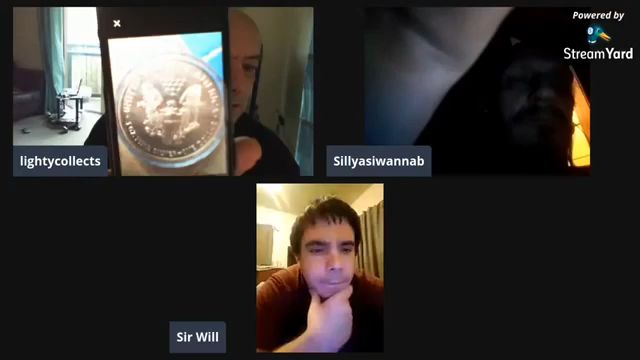 Powered by
StreamYard
lightycollects
Sillyasiwannab
Sir Will